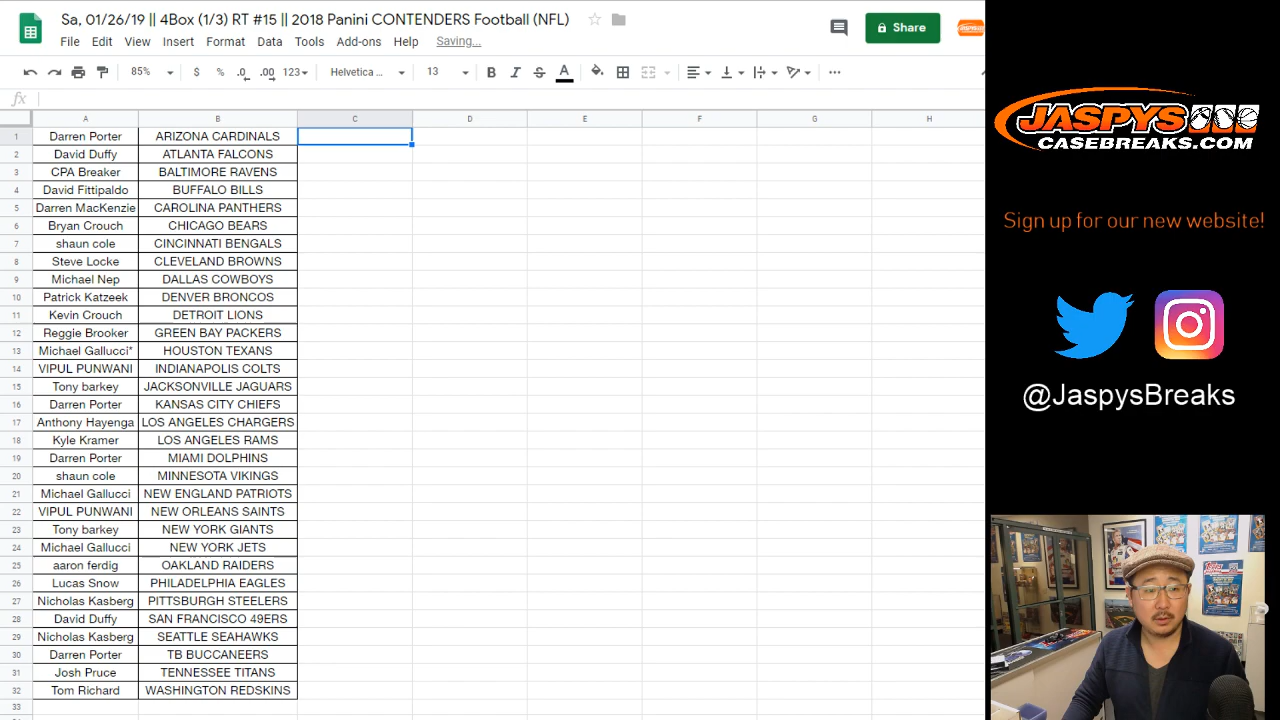 Sa, 01/26/19 || 4Box (1/3) RT #15 || 2018 Panini CONTENDERS Football (NFL)
File Edit View Insert Format Data Tools Add-ons Help Saving...
Share
85% $ % .0 .00 123 Helvetica ... 13 B I S A
fx
A B C D E F G H
1 Darren Porter ARIZONA CARDINALS
2 David Duffy ATLANTA FALCONS
3 CPA Breaker BALTIMORE RAVENS
4 David Fittipaldo BUFFALO BILLS
5 Darren MacKenzie CAROLINA PANTHERS
6 Bryan Crouch CHICAGO BEARS
7 shaun cole CINCINNATI BENGALS
8 Steve Locke CLEVELAND BROWNS
9 Michael Nep DALLAS COWBOYS
10 Patrick Katzeek DENVER BRONCOS
11 Kevin Crouch DETROIT LIONS
12 Reggie Brooker GREEN BAY PACKERS
13 Michael Gallucci* HOUSTON TEXANS
14 VIPUL PUNWANI INDIANAPOLIS COLTS
15 Tony barkey JACKSONVILLE JAGUARS
16 Darren Porter KANSAS CITY CHIEFS
17 Anthony Hayenga LOS ANGELES CHARGERS
18 Kyle Kramer LOS ANGELES RAMS
19 Darren Porter MIAMI DOLPHINS
20 shaun cole MINNESOTA VIKINGS
21 Michael Gallucci NEW ENGLAND PATRIOTS
22 VIPUL PUNWANI NEW ORLEANS SAINTS
23 Tony barkey NEW YORK GIANTS
24 Michael Gallucci NEW YORK JETS
25 aaron ferdig OAKLAND RAIDERS
26 Lucas Snow PHILADELPHIA EAGLES
27 Nicholas Kasberg PITTSBURGH STEELERS
28 David Duffy SAN FRANCISCO 49ERS
29 Nicholas Kasberg SEATTLE SEAHAWKS
30 Darren Porter TB BUCCANEERS
31 Josh Pruce TENNESSEE TITANS
32 Tom Richard WASHINGTON REDSKINS
33
JASPYS
CASEBREAKS.COM
Sign up for our new website!
@JaspysBreaks
Topps